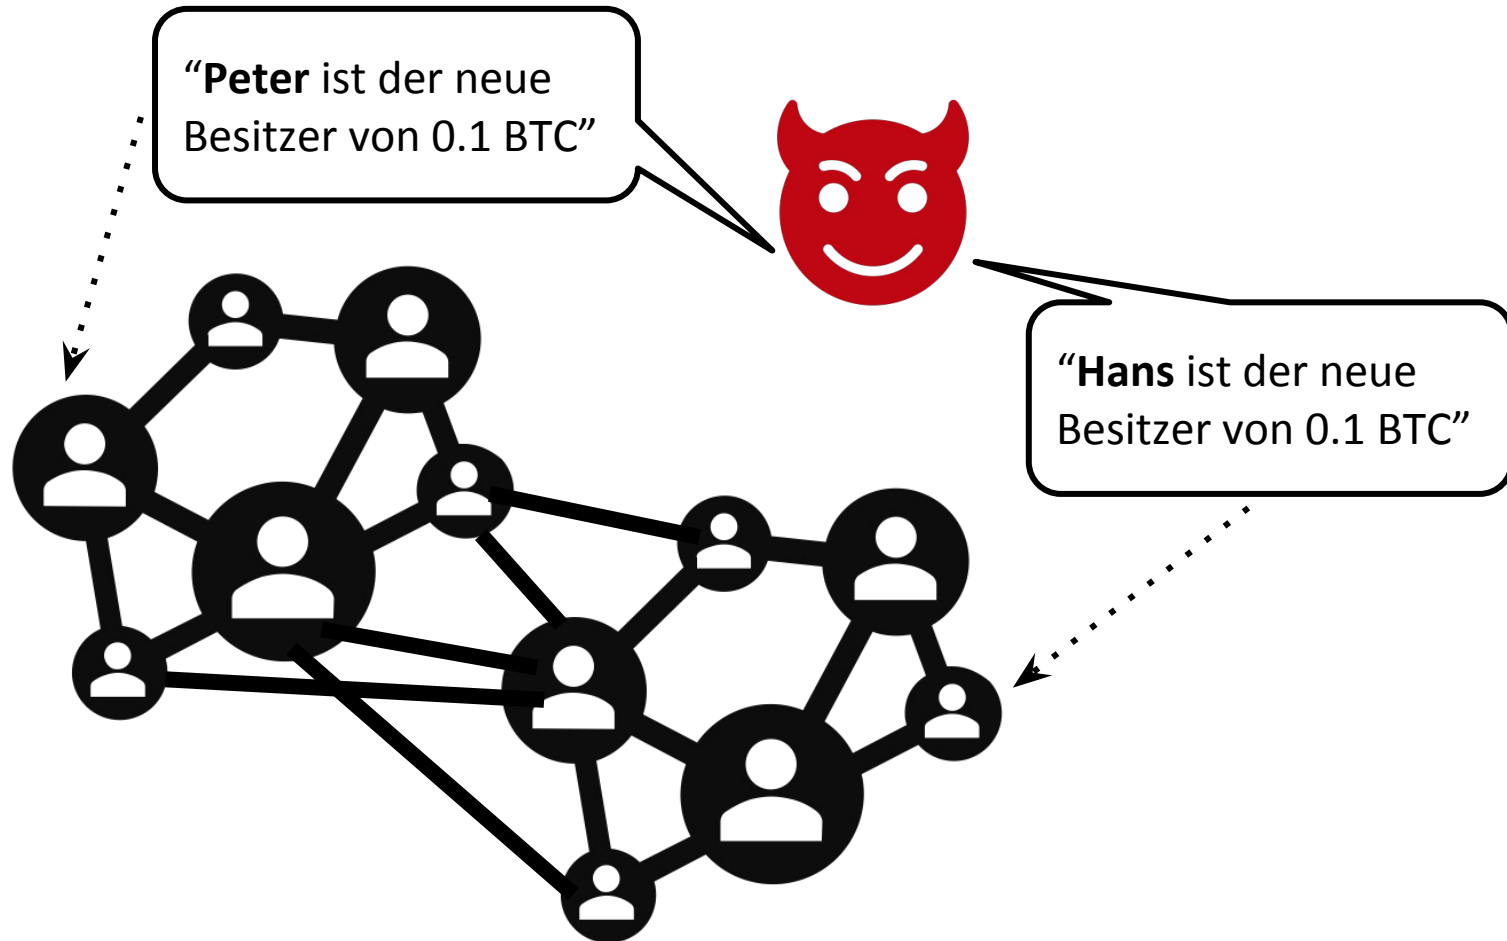 “Peter ist der neue
Besitzer von 0.1 BTC”
“Hans ist der neue
Besitzer von 0.1 BTC”